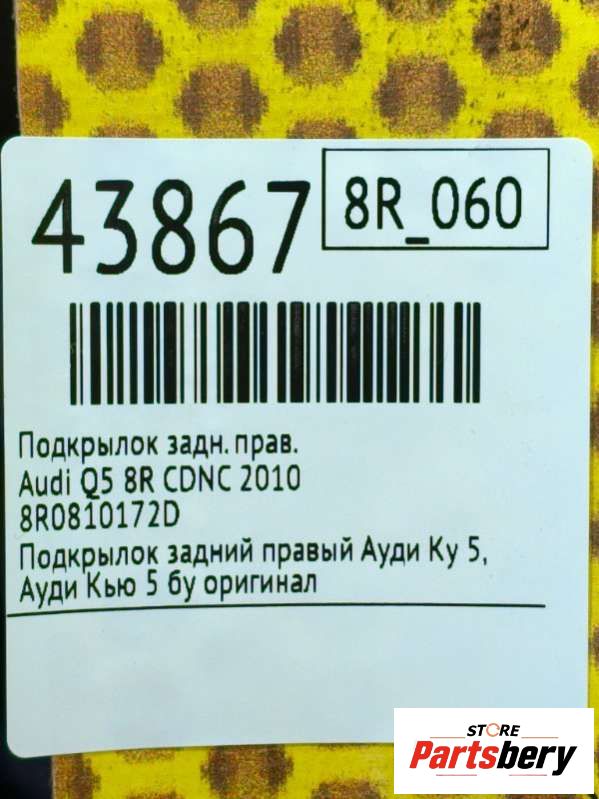 43867
8R_060
Подкрылок задн. прав.
Audi Q5 8R CDNC 2010
8R0810172D
Подкрылок задний правый Ауди Ку 5,
Ауди Кью 5 бу оригинал
STORE
Partsbery